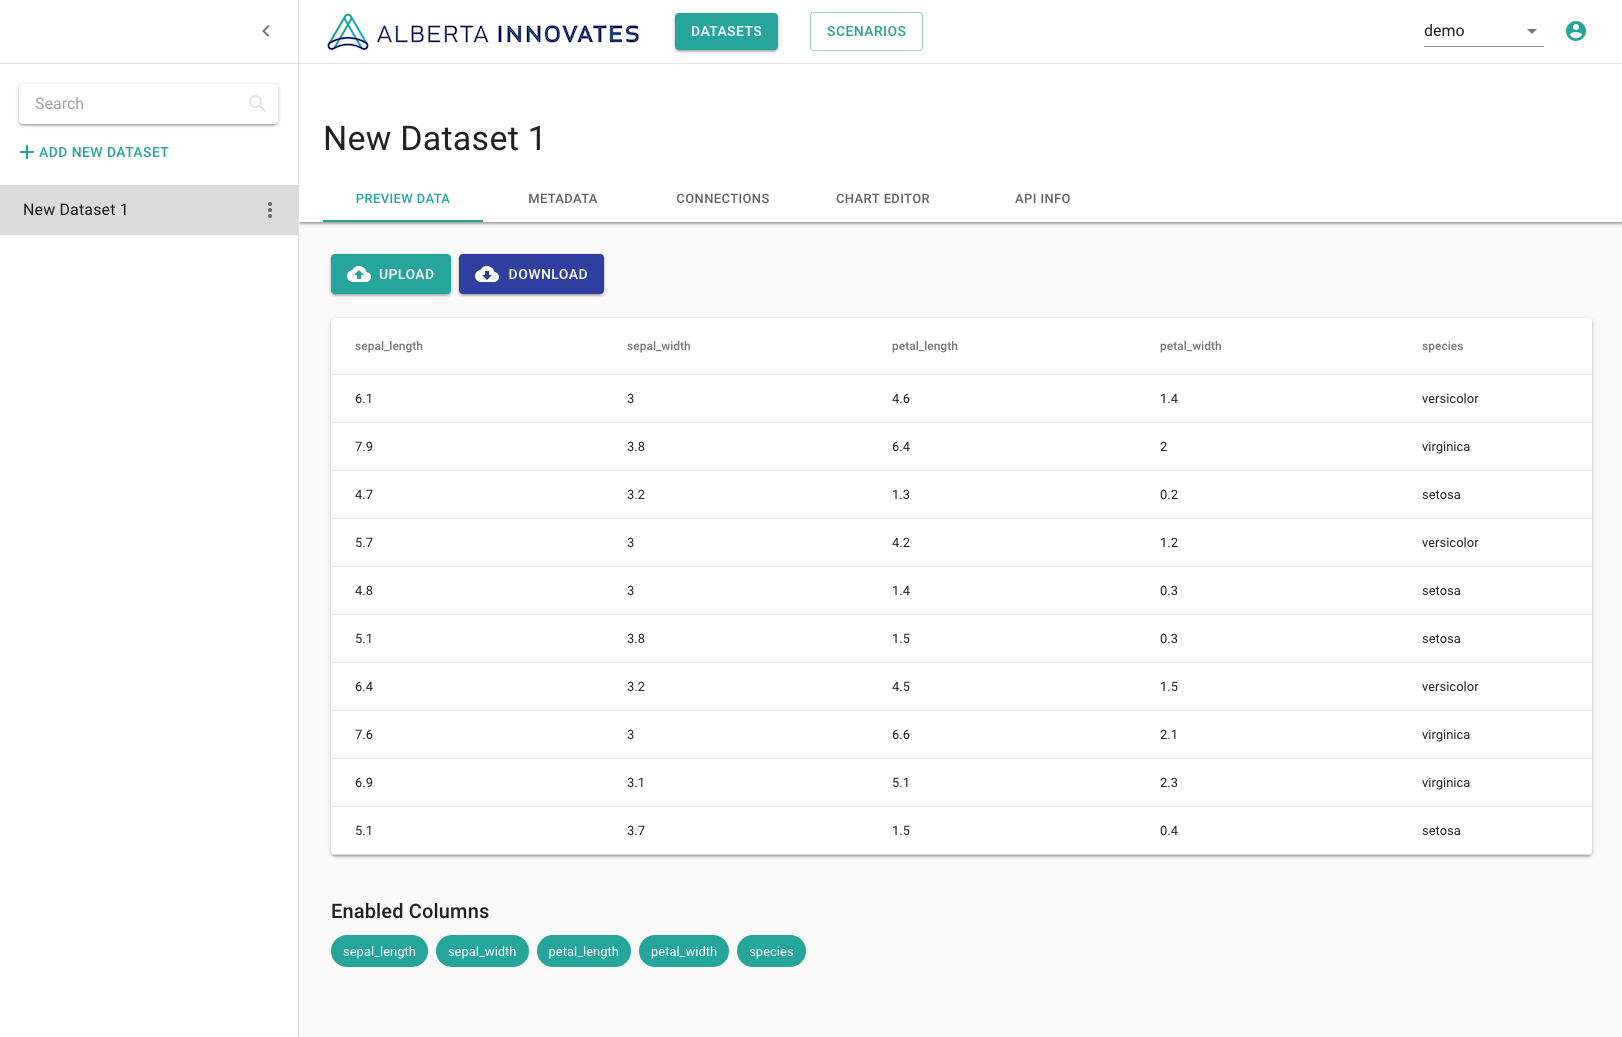 ALBERTA INNOVATES
DATASETS
SCENARIOS
demo
Search
ADD NEW DATASET
New Dataset 1
New Dataset 1
PREVIEW DATA METADATA CONNECTIONS CHART EDITOR API INFO
UPLOAD DOWNLOAD
sepal_length sepal_width petal_length petal_width species
6.1 3 4.6 1.4 versicolor
7.9 3.8 6.4 2 virginica
4.7 3.2 1.3 0.2 setosa
5.7 3 4.2 1.2 versicolor
4.8 3 1.4 0.3 setosa
5.1 3.8 1.5 0.3 setosa
6.4 3.2 4.5 1.5 versicolor
7.6 3 6.6 2.1 virginica
6.9 3.1 5.1 2.3 virginica
5.1 3.7 1.5 0.4 setosa
Enabled Columns
sepal_length sepal_width petal_length petal_width species